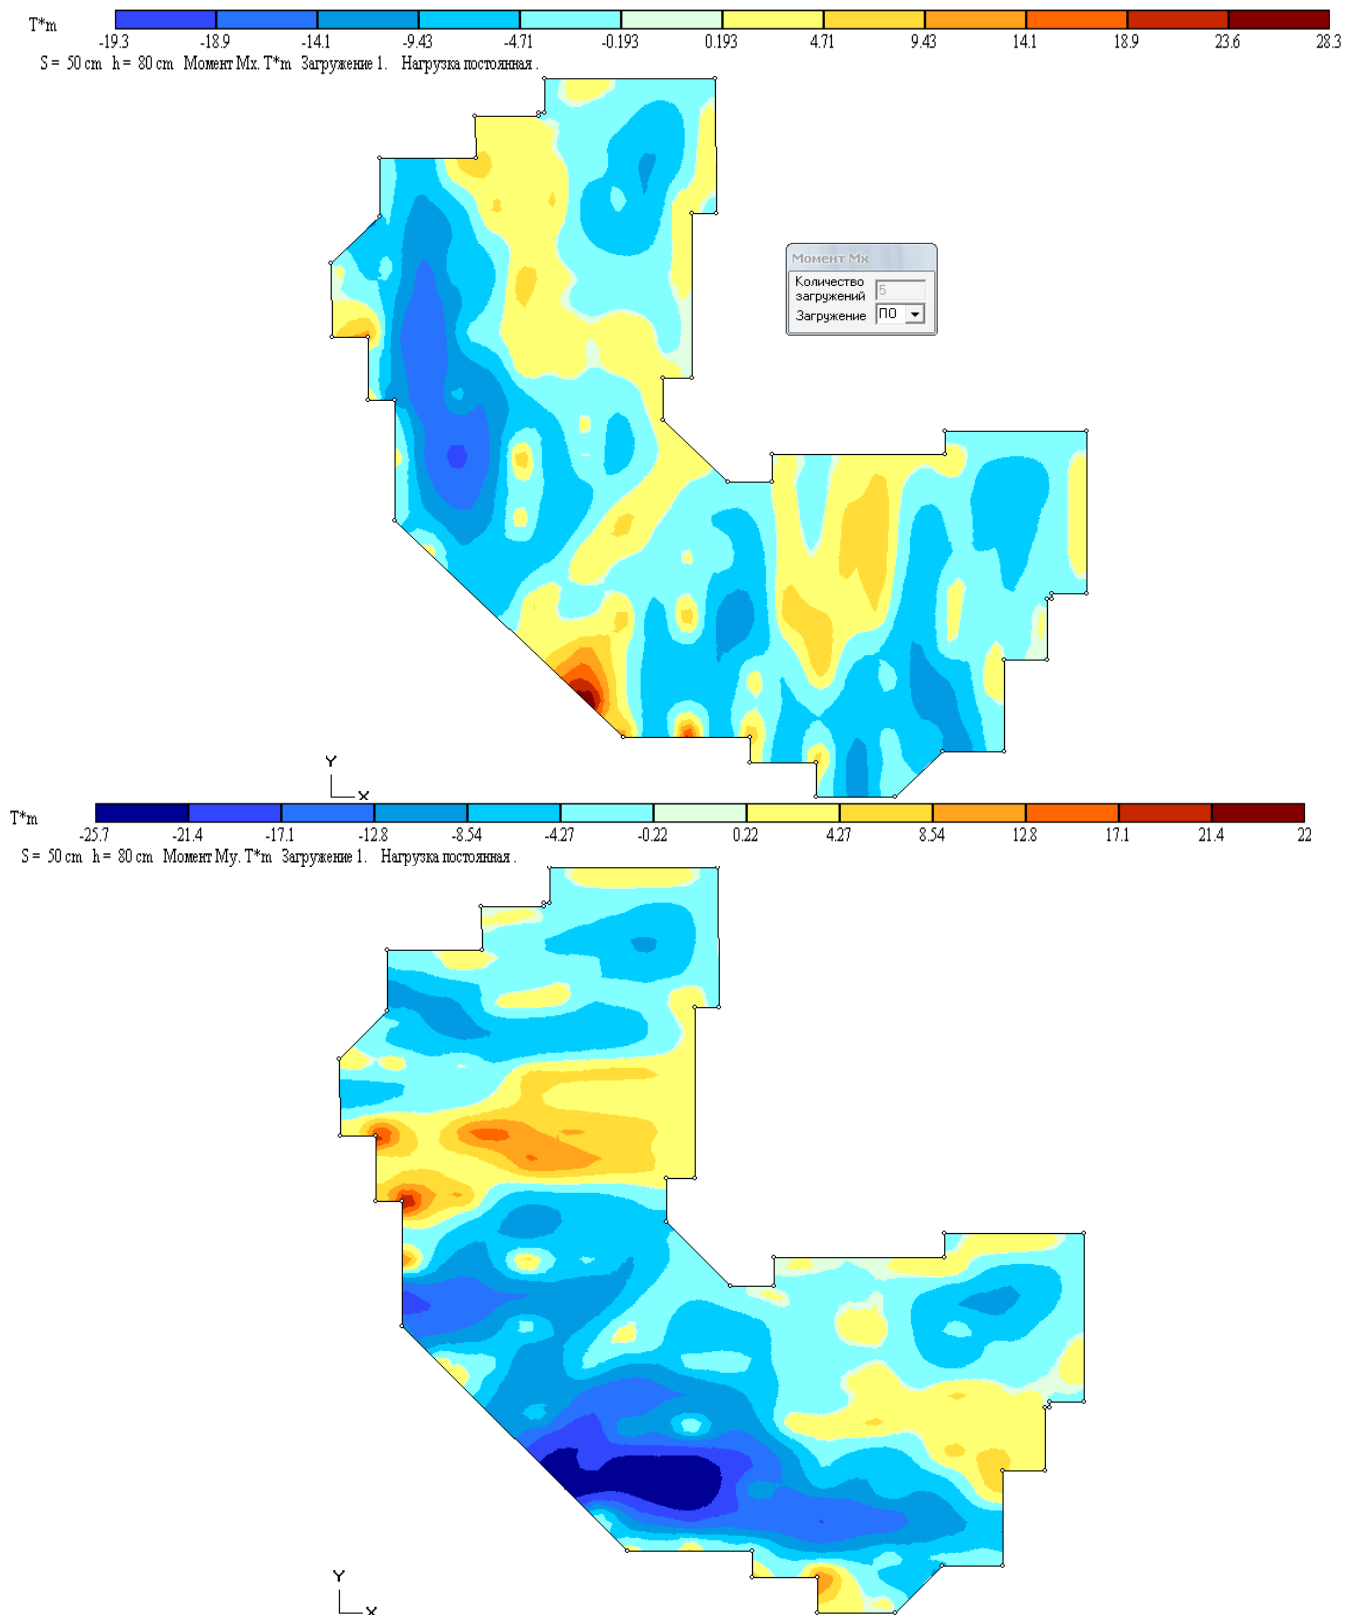 T*m
-19.3 -18.9 -14.1 -9.43 -4.71 -0.193 0.193 4.71 9.43 14.1 18.9 23.6 28.3
S = 50 cm h = 80 cm Момент Mx. T*m Загружение 1. Нагрузка постоянная .
Момент Mx
Количество
загружений 5
Загружение ПО
Y
X
T*m
-25.7 -21.4 -17.1 -12.8 -8.54 -4.27 -0.22 0.22 4.27 8.54 12.8 17.1 21.4 22
S = 50 cm h = 80 cm Момент My. T*m Загружение 1. Нагрузка постоянная .
Y
X